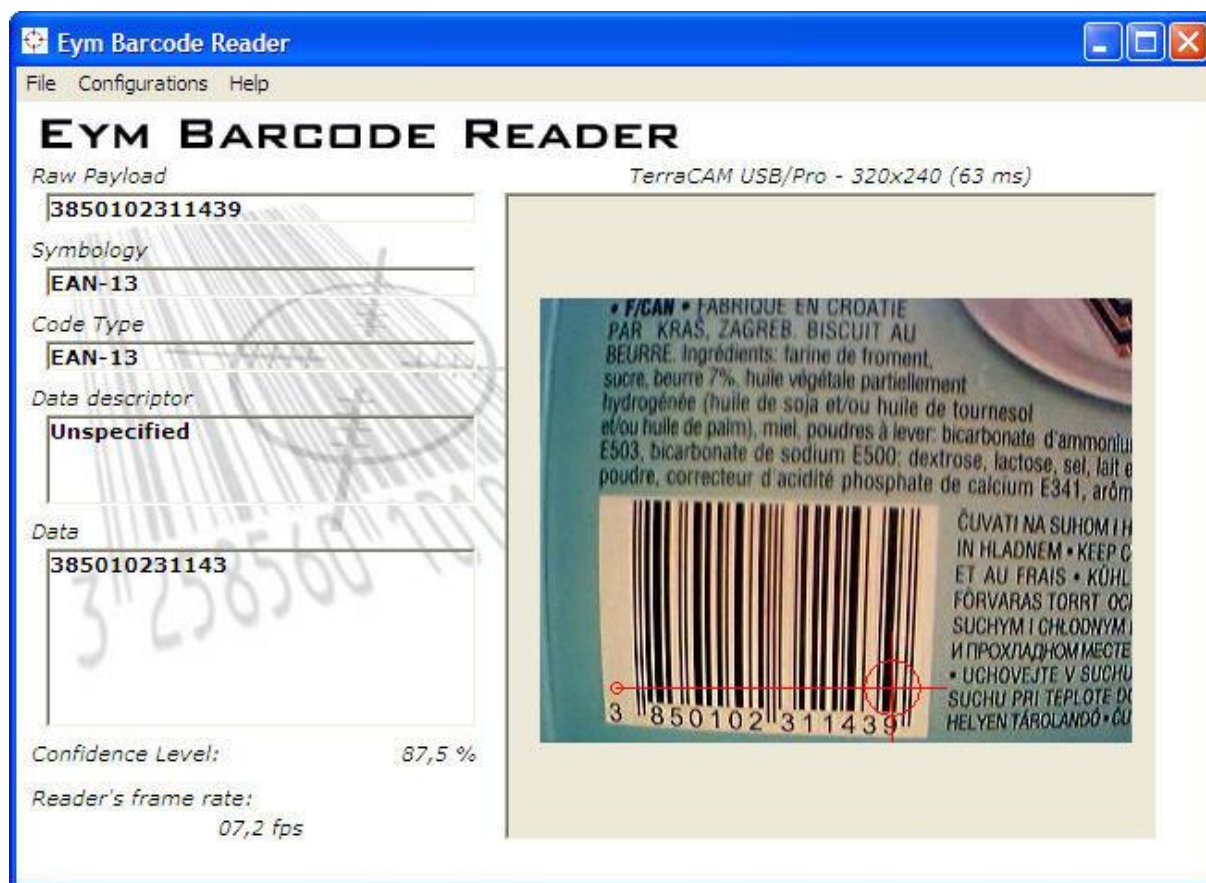 Eym Barcode Reader
File Configurations Help
EYM BARCODE READER
Raw Payload
3850102311439
Symbology
EAN-13
Code Type
EAN-13
Data descriptor
Unspecified
Data
385010231143
3 258560 1010
Confidence Level: 87,5 %
Reader's frame rate:
07,2 fps
TerraCAM USB/Pro - 320x240 (63 ms)
• F/CAN • FABRIQUE EN CROATIE
PAR KRAŠ, ZAGREB. BISCUIT AU
BEURRE. Ingrédients: farine de froment,
sucre, beurre 7%, huile végétale partiellement
hydrogénée (huile de soja et/ou huile de tournesol
et/ou huile de palm), miel, poudres à lever: bicarbonate d'ammoniu
E503, bicarbonate de sodium E500; dextrose, lactose, sel, lait e
poudre, correcteur d'acidité phosphate de calcium E341, arôm
ČUVATI NA SUHOM I H
IN HLADNEM • KEEP C
ET AU FRAIS • KÜHL
FÖRVARAS TORRT OC
SUCHYM I CHŁODNYM
И ПРОХЛАДНОМ МЕСТЕ
• UCHOVEJTE V SUCHU
SUCHU PRI TEPLOTE DO
HELYEN TÁROLANDÓ • ČU
3 850102 311439